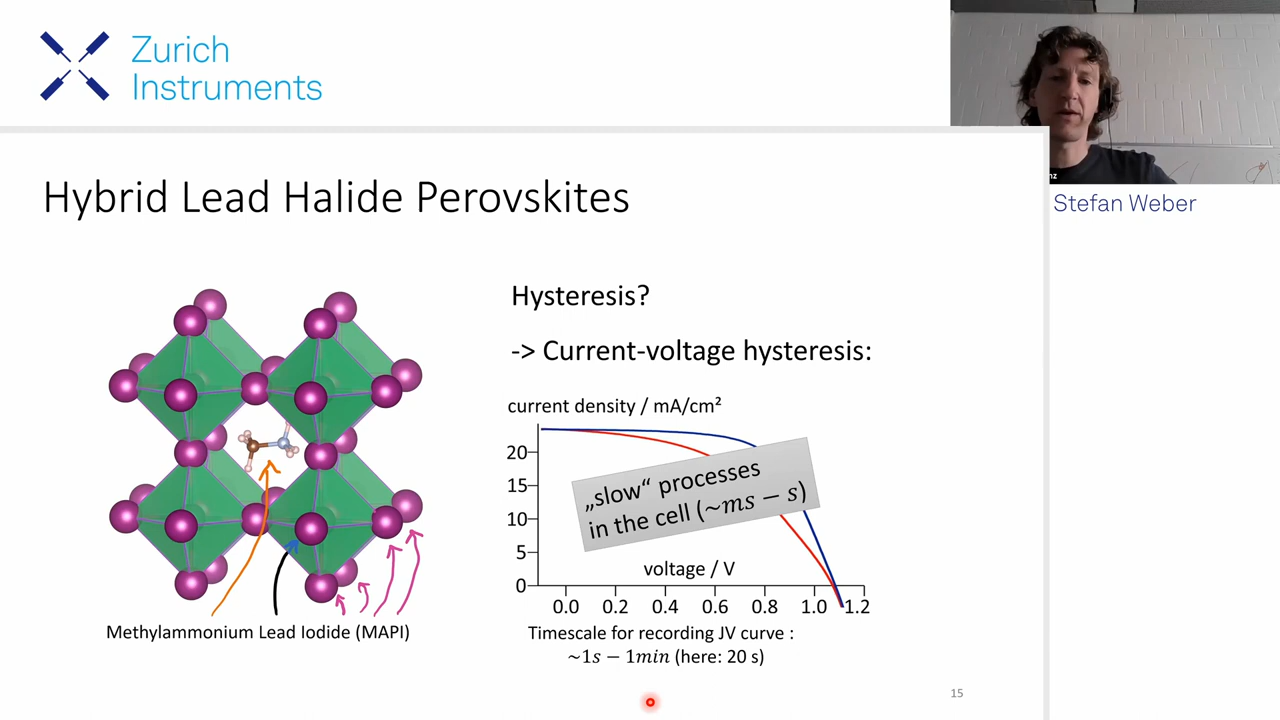 Zurich
Instruments
nz
Stefan Weber
Hybrid Lead Halide Perovskites
Hysteresis?
-> Current-voltage hysteresis:
current density / mA/cm²
20
15
10
5
0
„slow“ processes
in the cell (~ms − s)
voltage / V
0.0 0.2 0.4 0.6 0.8 1.0 1.2
Methylammonium Lead Iodide (MAPI)
Timescale for recording JV curve :
~1s − 1min (here: 20 s)
15